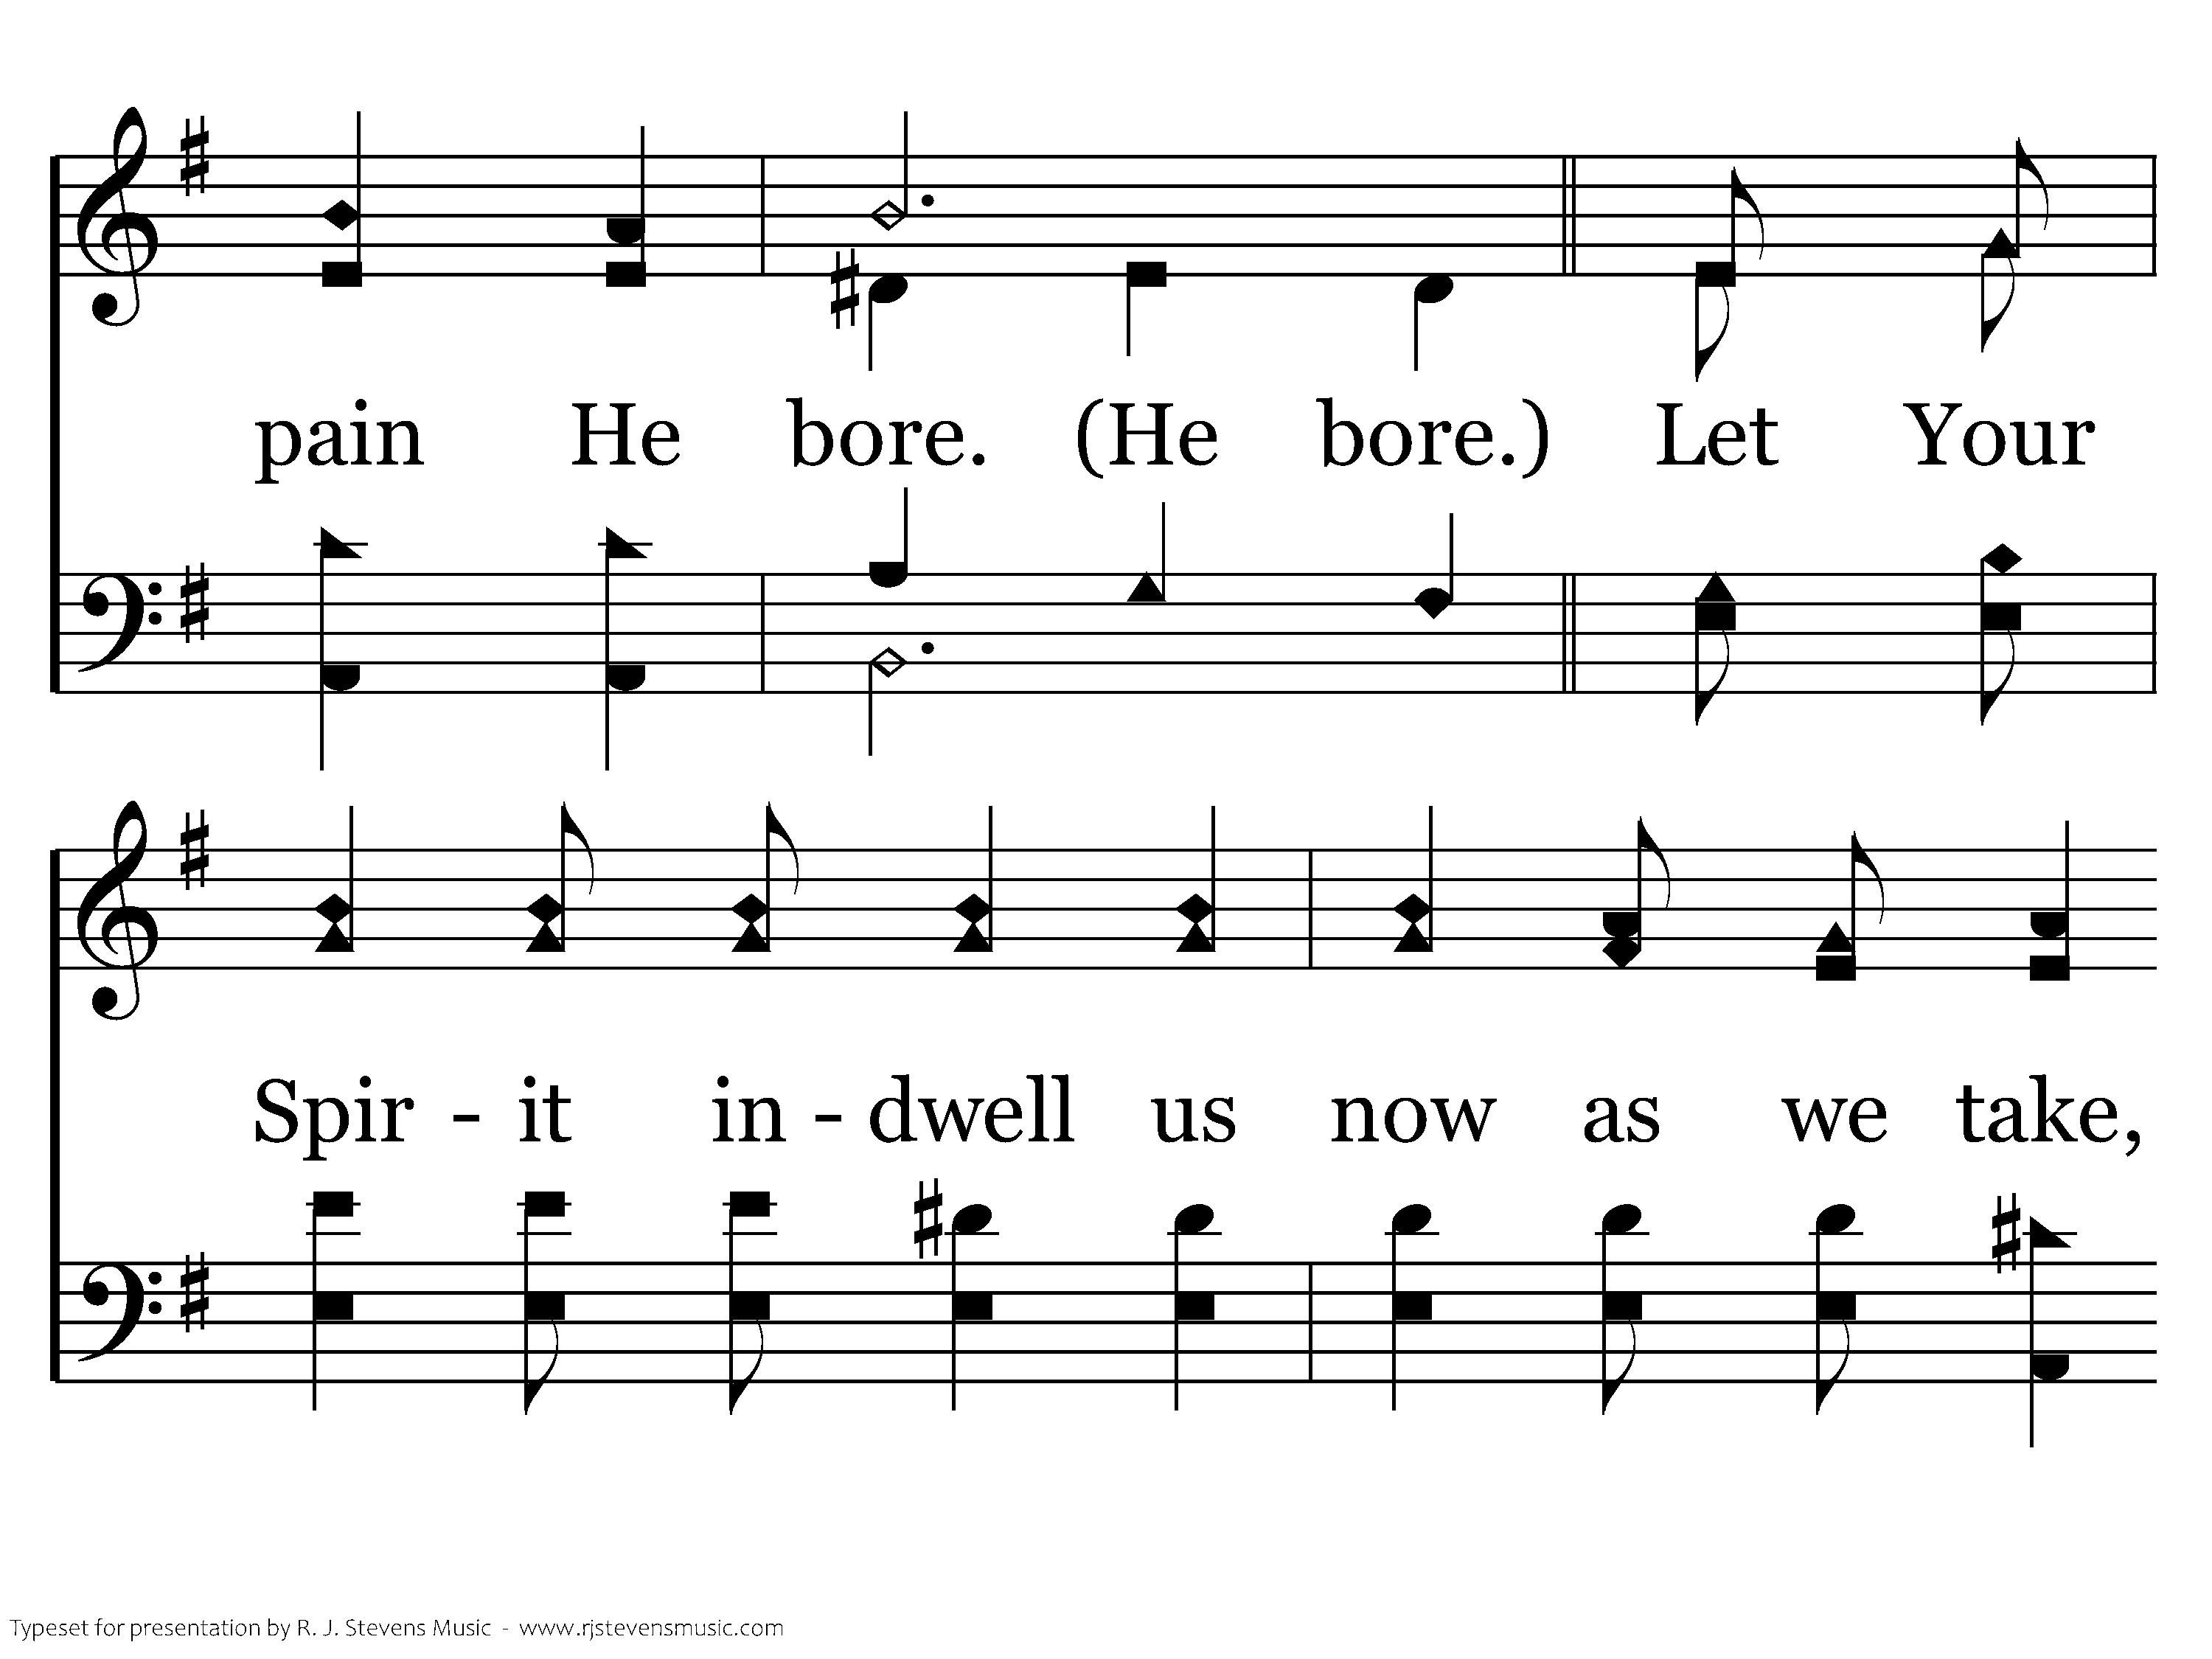 pain He bore. (He bore.) Let Your
Spir - it in - dwell us now as we take,
Typeset for presentation by R. J. Stevens Music - www.rjstevensmusic.com